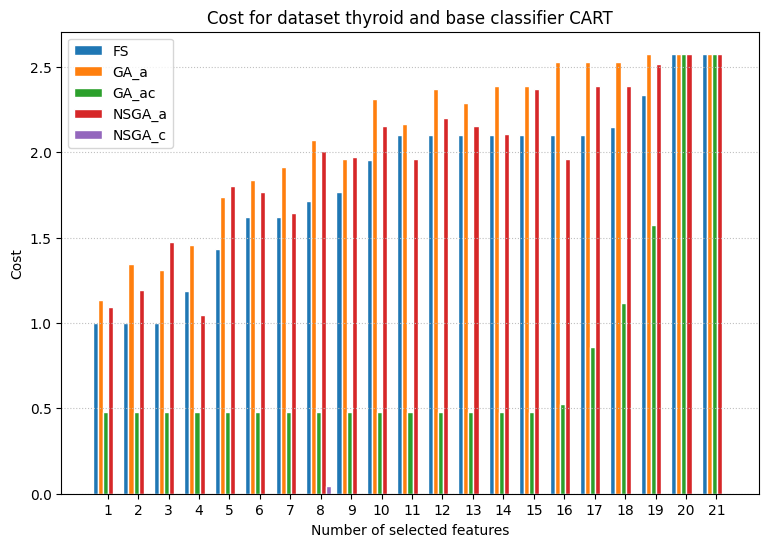 Cost for dataset thyroid and base classifier CART
FS
GA_a
GA_ac
NSGA_a
NSGA_c
2.5
2.0
1.5
1.0
0.5
0.0
Cost
1 2 3 4 5 6 7 8 9 10 11 12 13 14 15 16 17 18 19 20 21
Number of selected features